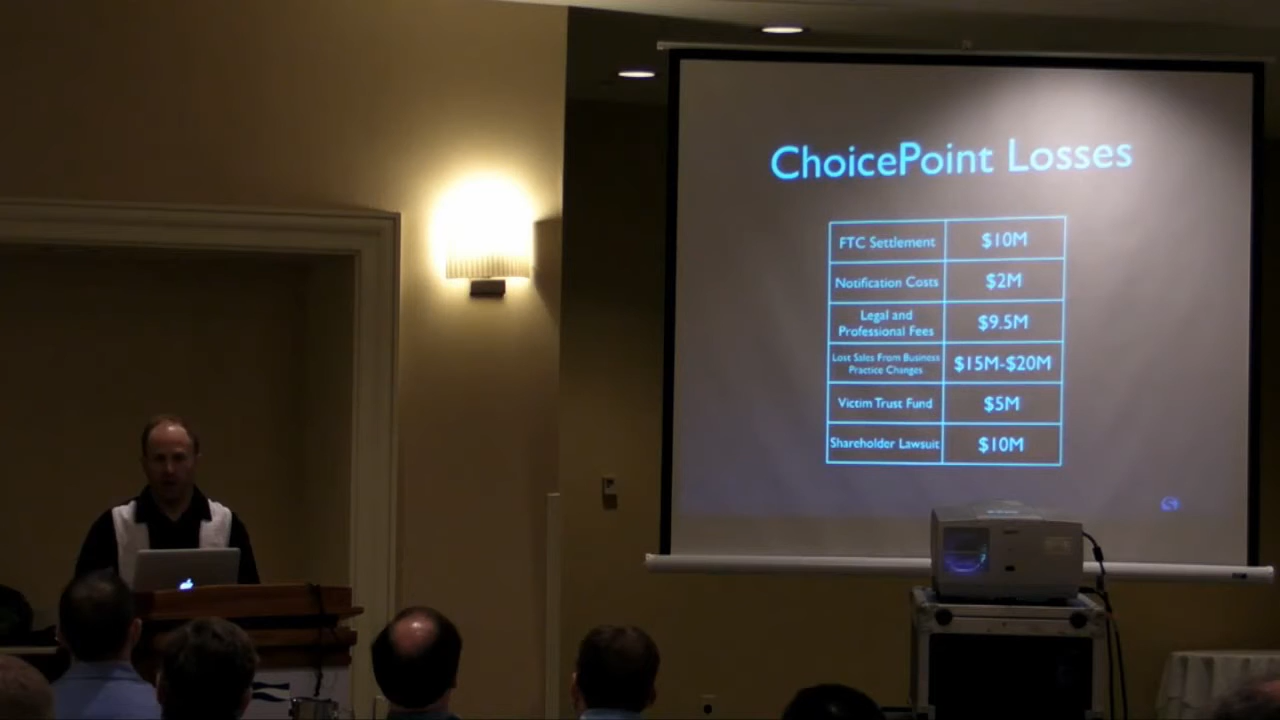 ChoicePoint Losses
FTC Settlement $10M
Notification Costs $2M
Legal and
Professional Fees $9.5M
Lost Sales From Business
Practice Changes $15M-$20M
Victim Trust Fund $5M
Shareholder Lawsuit $10M